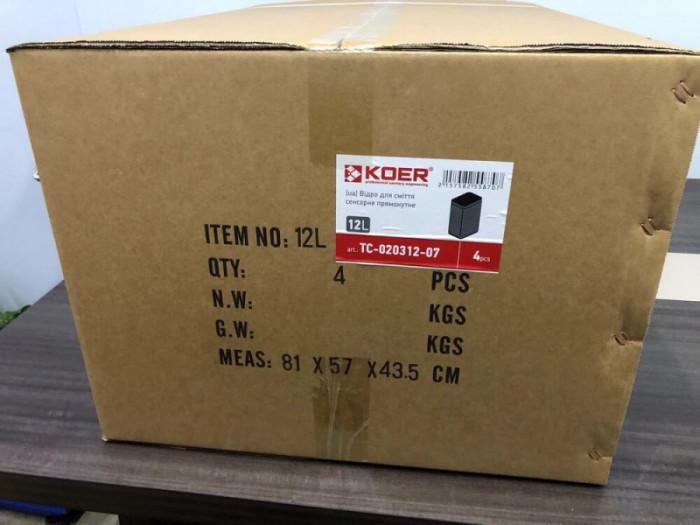 KOER
professional sanitary engineering
(ua) Відро для сміття
сенсорне прямокутне
12L
art. TC-020312-07
4pcs
ITEM NO: 12L
QTY: 4 PCS
N.W: KGS
G.W: KGS
MEAS: 81 X 57 X 43.5 CM